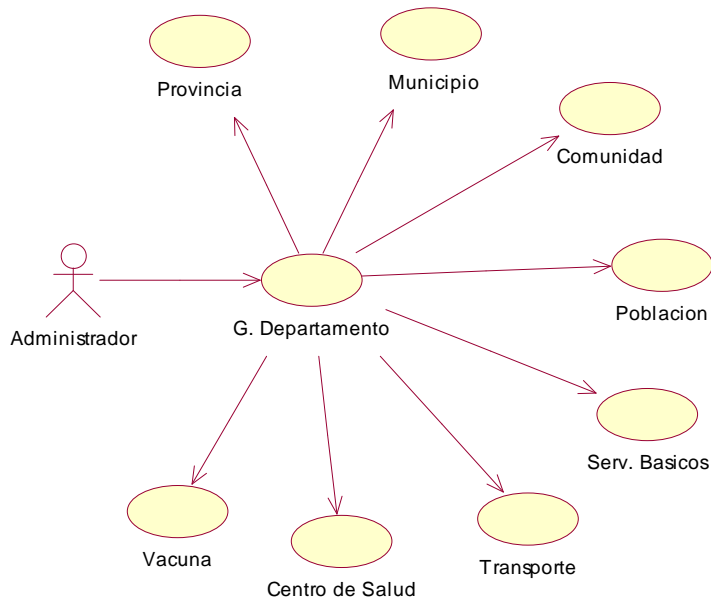 Provincia
Municipio
Comunidad
Administrador
G. Departamento
Poblacion
Serv. Basicos
Vacuna
Centro de Salud
Transporte